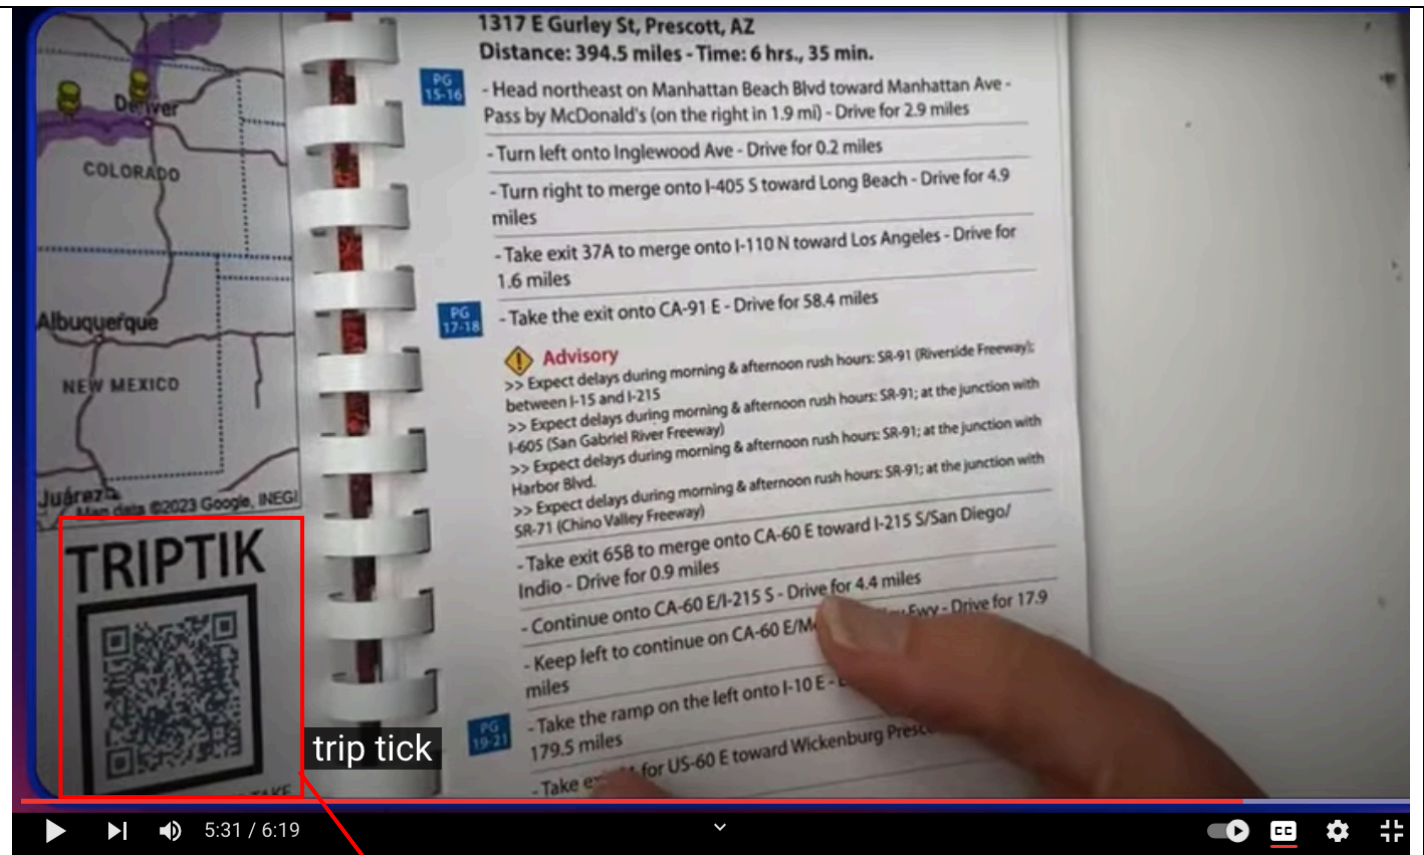 Denver
COLORADO
Albuquerque
NEW MEXICO
Juárez
Map data ©2023 Google, INEGI
TRIPTIK
TAKE
1317 E Gurley St, Prescott, AZ
Distance: 394.5 miles - Time: 6 hrs., 35 min.
PG
15-16
- Head northeast on Manhattan Beach Blvd toward Manhattan Ave -
Pass by McDonald's (on the right in 1.9 mi) - Drive for 2.9 miles
- Turn left onto Inglewood Ave - Drive for 0.2 miles
- Turn right to merge onto I-405 S toward Long Beach - Drive for 4.9
miles
- Take exit 37A to merge onto I-110 N toward Los Angeles - Drive for
1.6 miles
PG
17-18
- Take the exit onto CA-91 E - Drive for 58.4 miles
Advisory
>> Expect delays during morning & afternoon rush hours: SR-91 (Riverside Freeway);
between I-15 and I-215
>> Expect delays during morning & afternoon rush hours: SR-91; at the junction with
I-605 (San Gabriel River Freeway)
>> Expect delays during morning & afternoon rush hours: SR-91; at the junction with
Harbor Blvd.
>> Expect delays during morning & afternoon rush hours: SR-91; at the junction with
SR-71 (Chino Valley Freeway)
- Take exit 65B to merge onto CA-60 E toward I-215 S/San Diego/
Indio - Drive for 0.9 miles
- Continue onto CA-60 E/I-215 S - Drive for 4.4 miles
- Keep left to continue on CA-60 E/M Fwy - Drive for 17.9
miles
PG
19-21
- Take the ramp on the left onto I-10 E -
179.5 miles
- Take for US-60 E toward Wickenburg
trip tick
5:31 / 6:19
CC